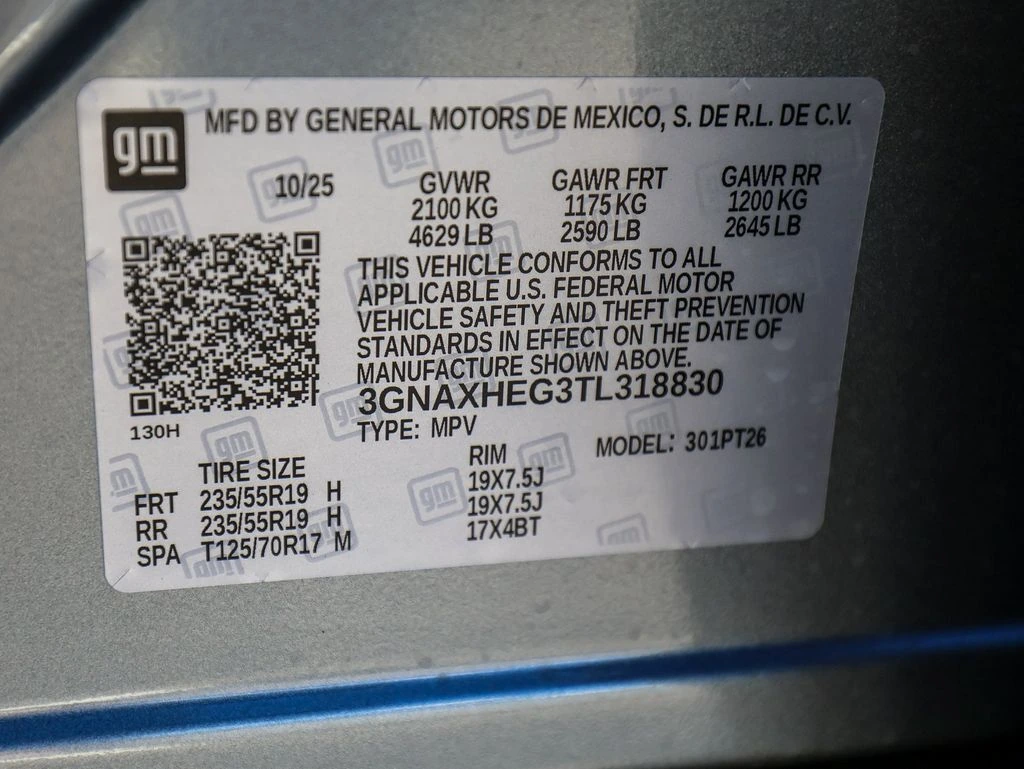 gm MFD BY GENERAL MOTORS DE MEXICO, S. DE R.L. DE C.V.
10/25 GVWR GAWR FRT GAWR RR
2100 KG 1175 KG 1200 KG
4629 LB 2590 LB 2645 LB
THIS VEHICLE CONFORMS TO ALL
APPLICABLE U.S. FEDERAL MOTOR
VEHICLE SAFETY AND THEFT PREVENTION
STANDARDS IN EFFECT ON THE DATE OF
MANUFACTURE SHOWN ABOVE.
3GNAXHEG3TL318830
130H TYPE: MPV MODEL: 301PT26
TIRE SIZE RIM
FRT 235/55R19 H 19X7.5J
RR 235/55R19 H 19X7.5J
SPA T125/70R17 M 17X4BT